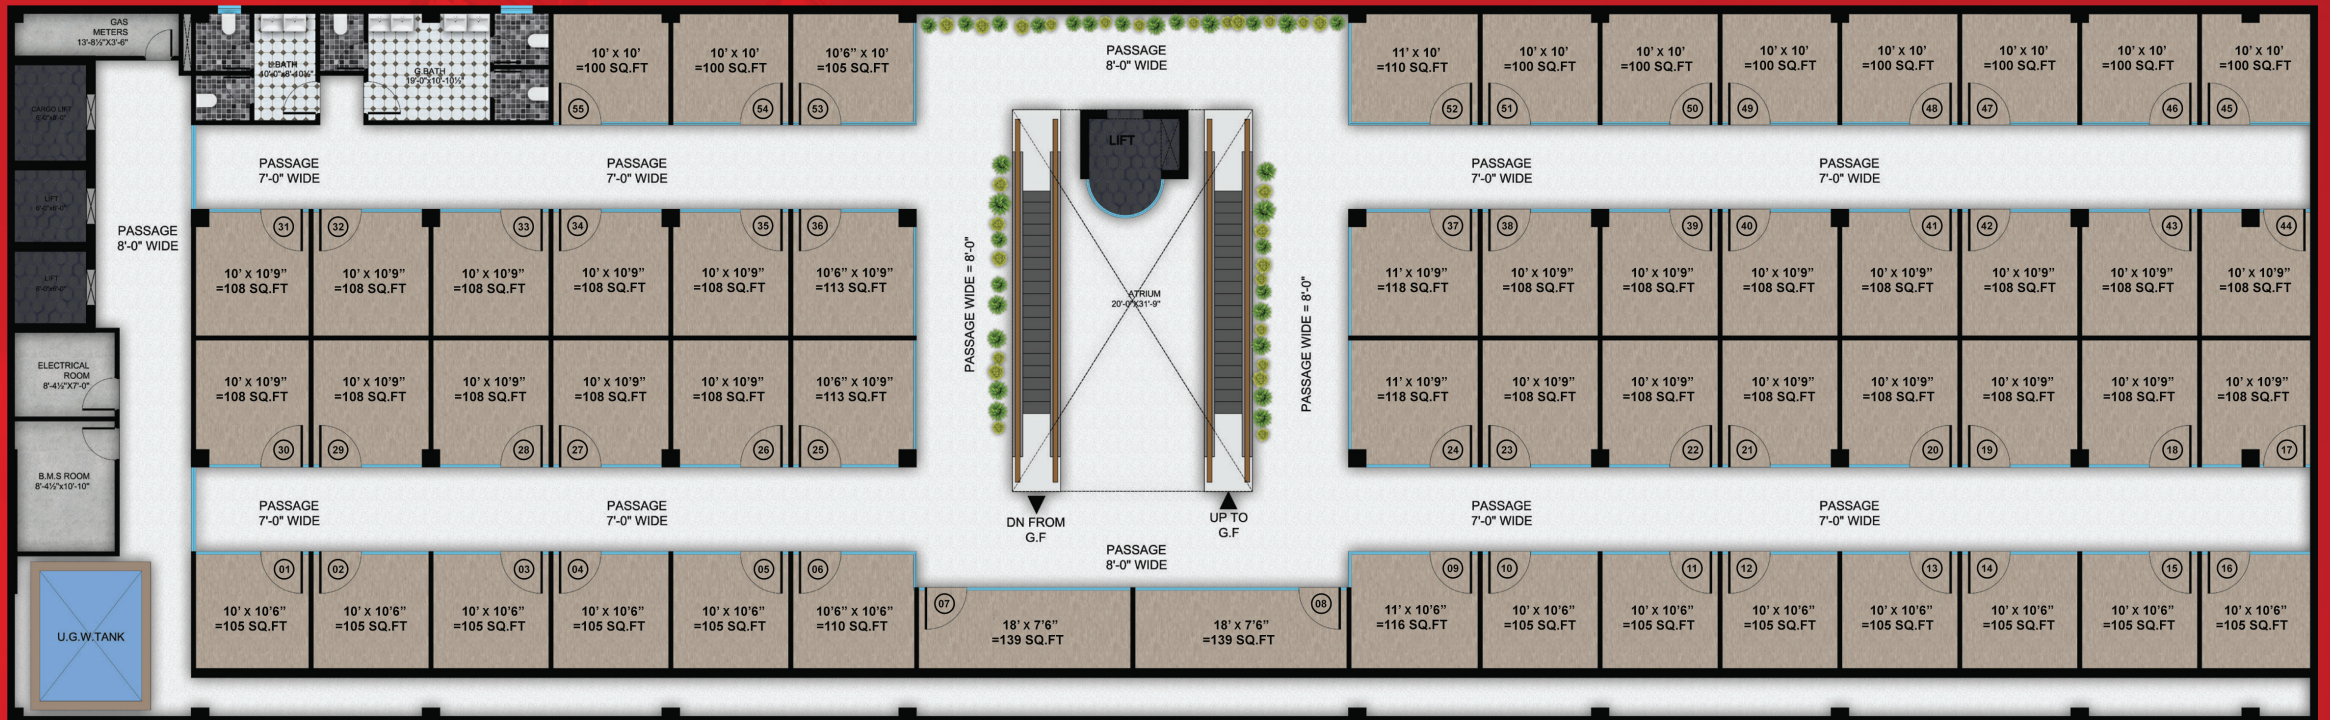 GAS
METERS
13'-8½"X3'-6"
L.BATH
10'-0"x8'-10½"
G.BATH
19'-0"x10'-10½"
10' x 10'
=100 SQ.FT
55
10' x 10'
=100 SQ.FT
54
10'6” x 10'
=105 SQ.FT
53
PASSAGE
8'-0" WIDE
11' x 10'
=110 SQ.FT
52
10' x 10'
=100 SQ.FT
51
10' x 10'
=100 SQ.FT
50
10' x 10'
=100 SQ.FT
49
10' x 10'
=100 SQ.FT
48
10' x 10'
=100 SQ.FT
47
10' x 10'
=100 SQ.FT
46
10' x 10'
=100 SQ.FT
45
CARGO LIFT
LIFT
LIFT
LIFT
PASSAGE
7'-0" WIDE
PASSAGE
7'-0" WIDE
PASSAGE
7'-0" WIDE
PASSAGE
7'-0" WIDE
PASSAGE
8'-0" WIDE
31
10' x 10'9”
=108 SQ.FT
32
10' x 10'9”
=108 SQ.FT
33
10' x 10'9”
=108 SQ.FT
34
10' x 10'9”
=108 SQ.FT
35
10' x 10'9”
=108 SQ.FT
36
10'6” x 10'9”
=113 SQ.FT
PASSAGE WIDE = 8'-0"
ATRIUM
20'-0"X31'-9"
PASSAGE WIDE = 8'-0"
37
11' x 10'9”
=118 SQ.FT
38
10' x 10'9”
=108 SQ.FT
39
10' x 10'9”
=108 SQ.FT
40
10' x 10'9”
=108 SQ.FT
41
10' x 10'9”
=108 SQ.FT
42
10' x 10'9”
=108 SQ.FT
43
10' x 10'9”
=108 SQ.FT
44
10' x 10'9”
=108 SQ.FT
ELECTRICAL
ROOM
8'-4½"X7'-0"
10' x 10'9”
=108 SQ.FT
30
10' x 10'9”
=108 SQ.FT
29
10' x 10'9”
=108 SQ.FT
28
10' x 10'9”
=108 SQ.FT
27
10' x 10'9”
=108 SQ.FT
26
10'6” x 10'9”
=113 SQ.FT
25
11' x 10'9”
=118 SQ.FT
24
10' x 10'9”
=108 SQ.FT
23
10' x 10'9”
=108 SQ.FT
22
10' x 10'9”
=108 SQ.FT
21
10' x 10'9”
=108 SQ.FT
20
10' x 10'9”
=108 SQ.FT
19
10' x 10'9”
=108 SQ.FT
18
10' x 10'9”
=108 SQ.FT
17
B.M.S ROOM
8'-4½"x10'-10"
PASSAGE
7'-0" WIDE
PASSAGE
7'-0" WIDE
DN FROM
G.F
UP TO
G.F
PASSAGE
7'-0" WIDE
PASSAGE
7'-0" WIDE
PASSAGE
8'-0" WIDE
U.G.W.TANK
01
10' x 10'6”
=105 SQ.FT
02
10' x 10'6”
=105 SQ.FT
03
10' x 10'6”
=105 SQ.FT
04
10' x 10'6”
=105 SQ.FT
05
10' x 10'6”
=105 SQ.FT
06
10'6” x 10'6”
=110 SQ.FT
07
18' x 7'6”
=139 SQ.FT
08
18' x 7'6”
=139 SQ.FT
09
11' x 10'6”
=116 SQ.FT
10
10' x 10'6”
=105 SQ.FT
11
10' x 10'6”
=105 SQ.FT
12
10' x 10'6”
=105 SQ.FT
13
10' x 10'6”
=105 SQ.FT
14
10' x 10'6”
=105 SQ.FT
15
10' x 10'6”
=105 SQ.FT
16
10' x 10'6”
=105 SQ.FT